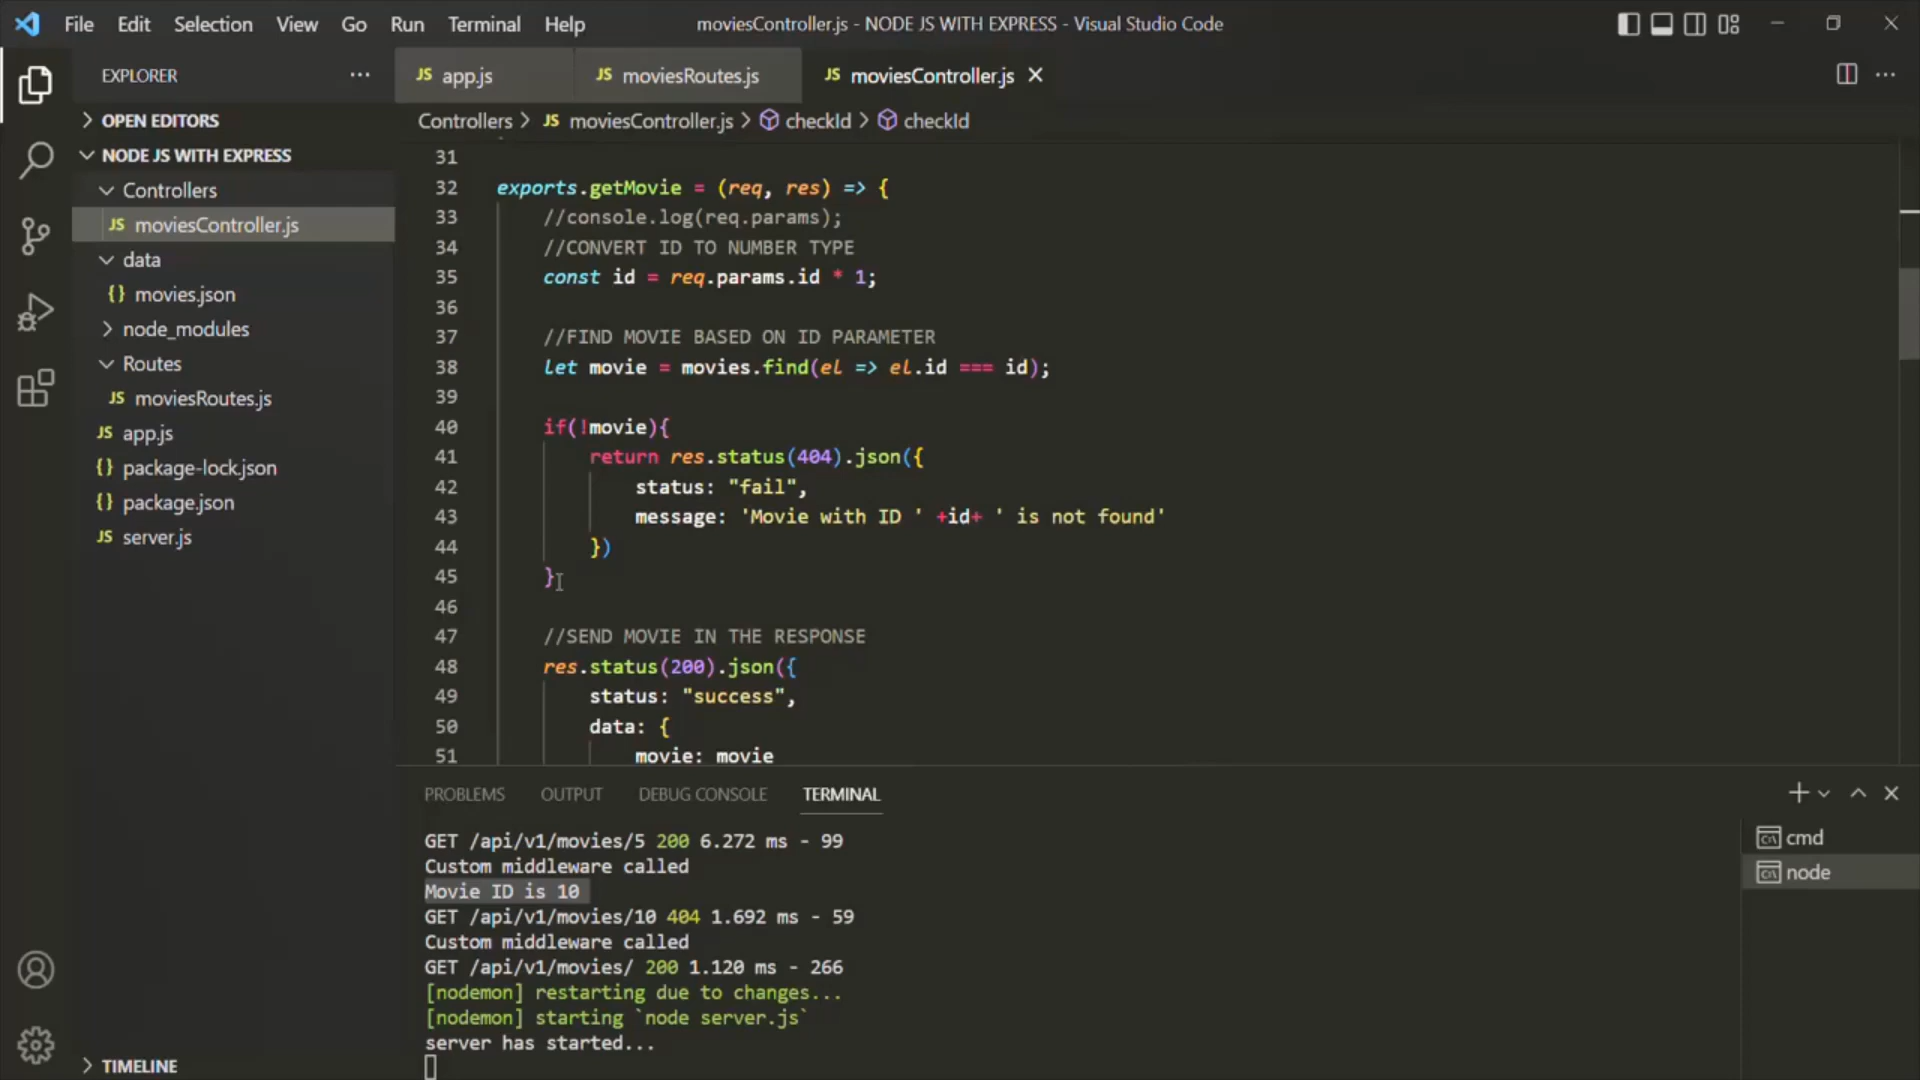 File Edit Selection View Go Run Terminal Help
moviesController.js - NODE JS WITH EXPRESS - Visual Studio Code
EXPLORER
OPEN EDITORS
NODE JS WITH EXPRESS
Controllers
JS moviesController.js
data
{} movies.json
node_modules
Routes
JS moviesRoutes.js
JS app.js
{} package-lock.json
{} package.json
JS server.js
TIMELINE
JS app.js
JS moviesRoutes.js
JS moviesController.js
Controllers > JS moviesController.js > checkId > checkId
31
32 exports.getMovie = (req, res) => {
33 //console.log(req.params);
34 //CONVERT ID TO NUMBER TYPE
35 const id = req.params.id * 1;
36
37 //FIND MOVIE BASED ON ID PARAMETER
38 let movie = movies.find(el => el.id === id);
39
40 if(!movie){
41 return res.status(404).json({
42 status: "fail",
43 message: 'Movie with ID ' +id+ ' is not found'
44 })
45 }
46
47 //SEND MOVIE IN THE RESPONSE
48 res.status(200).json({
49 status: "success",
50 data: {
51 movie: movie
PROBLEMS OUTPUT DEBUG CONSOLE TERMINAL
GET /api/v1/movies/5 200 6.272 ms - 99
Custom middleware called
Movie ID is 10
GET /api/v1/movies/10 404 1.692 ms - 59
Custom middleware called
GET /api/v1/movies/ 200 1.120 ms - 266
[nodemon] restarting due to changes...
[nodemon] starting `node server.js`
server has started...
cmd
node